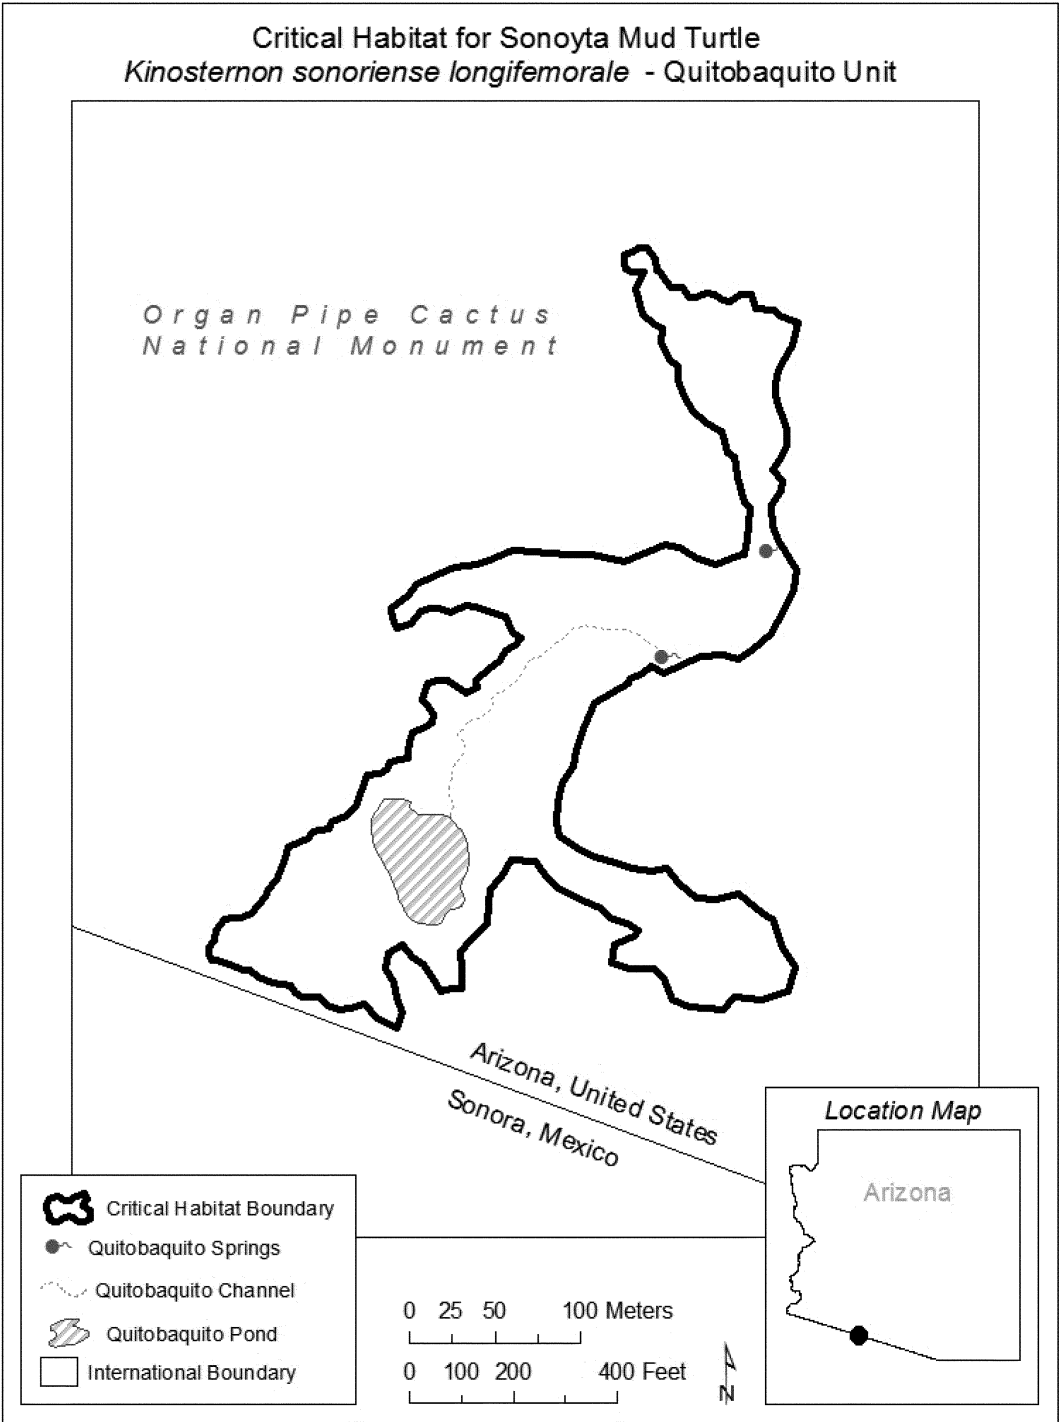 Critical Habitat for Sonoyta Mud Turtle
Kinosternon sonoriense longifemorale - Quitobaquito Unit
Organ Pipe Cactus
National Monument
Arizona, United States
Sonora, Mexico
Location Map
Arizona
Critical Habitat Boundary
Quitobaquito Springs
Quitobaquito Channel
Quitobaquito Pond
International Boundary
0 25 50 100 Meters
0 100 200 400 Feet
N